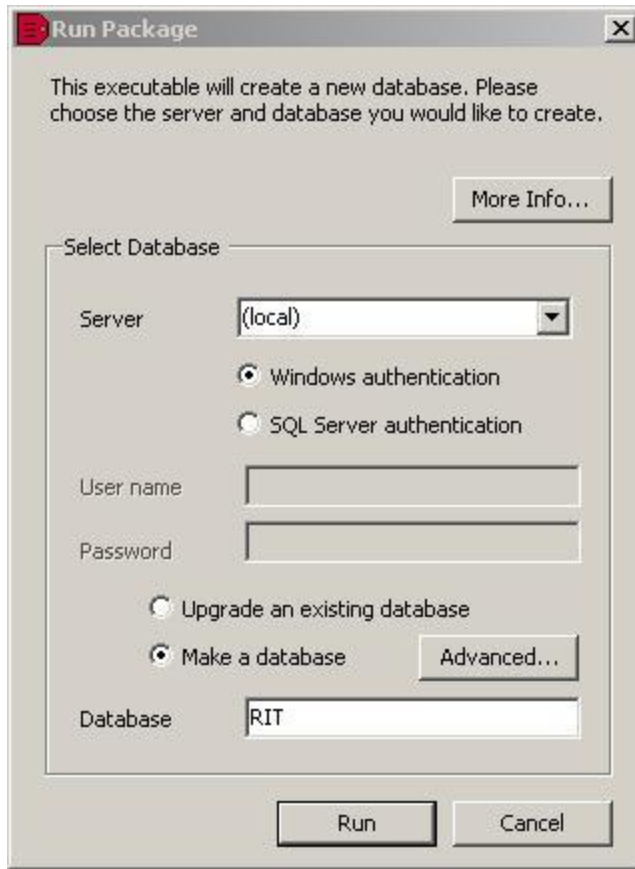 Run Package
This executable will create a new database. Please
choose the server and database you would like to create.
More Info...
Select Database
Server
(local)
Windows authentication
SQL Server authentication
User name
Password
Upgrade an existing database
Make a database
Advanced...
Database
RIT
Run
Cancel